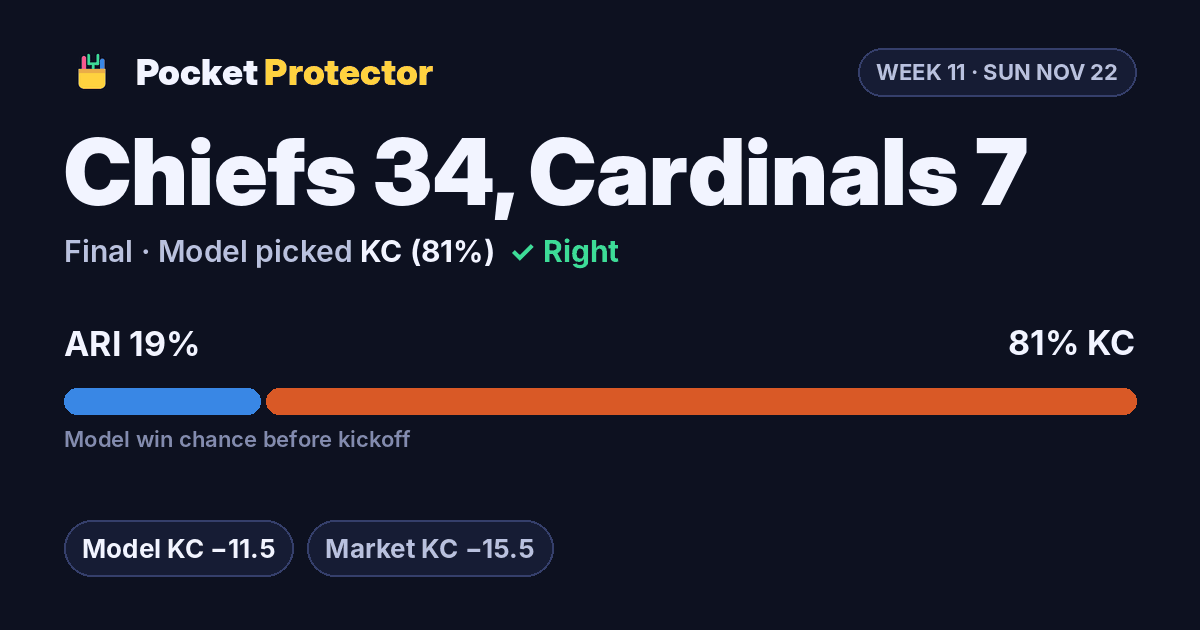 Pocket Protector
WEEK 11 · SUN NOV 22
Chiefs 34, Cardinals 7
Final · Model picked KC (81%) ✓ Right
ARI 19%
81% KC
Model win chance before kickoff
Model KC −11.5
Market KC −15.5